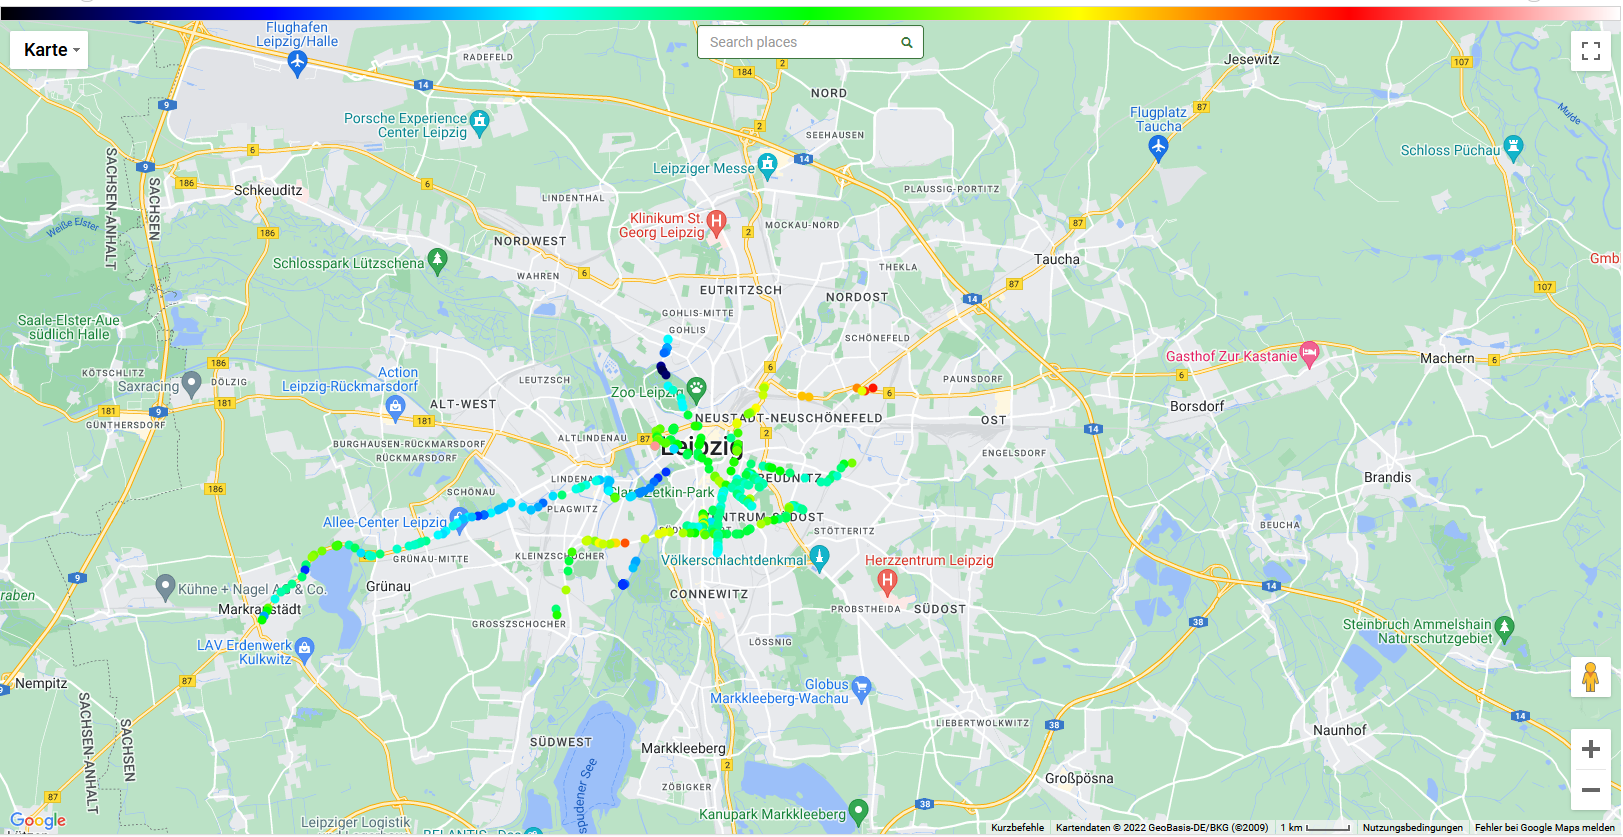 Karte
Search places
Flughafen
Leipzig/Halle
RADEFELD
Jesewitz
107
14
184
2
NORD
9
Porsche Experience
Center Leipzig
2
SEEHAUSEN
87
Flugplatz
Taucha
Mulde
6
14
Leipziger Messe
Schloss Püchau
9
186
6
Schkeuditz
LINDENTHAL
PLAUSSIG-PORTITZ
SACHSEN-ANHALT
SACHSEN
Weiße Elster
Klinikum St.
Georg Leipzig
MOCKAU-NORD
87
186
2
NORDWEST
Schlosspark Lützschena
WAHREN
6
THEKLA
Taucha
GmbH
87
107
EUTRITZSCH
NORDOST
14
Saale-Elster-Aue
südlich Halle
GOHLIS-MITTE
GOHLIS
SCHÖNEFELD
186
KÖTSCHLITZ
Saxracing
DÖLZIG
Action
Leipzig-Rückmarsdorf
LEUTZSCH
6
PAUNSDORF
Gasthof Zur Kastanie
6
Machern
6
Zoo Leipzig
6
181
9
181
ALT-WEST
Borsdorf
GÜNTHERSDORF
181
NEUSTADT-NEUSCHÖNEFELD
OST
14
BURGHAUSEN-RÜCKMARSDORF
RÜCKMARSDORF
ALTLINDENAU
87
Leipzig
2
ENGELSDORF
Brandis
186
SCHÖNAU
LINDENAU
Clara-Zetkin-Park
REUDNITZ
PLAGWITZ
Allee-Center Leipzig
ZENTRUM-SÜDOST
STÖTTERITZ
BEUCHA
KLEINZSCHOCHER
GRÜNAU-MITTE
Völkerschlachtdenkmal
Herzzentrum Leipzig
9
Kühne + Nagel AG & Co.
Grünau
14
Markranstädt
CONNEWITZ
PROBSTHEIDA
SÜDOST
38
GROSSZSCHOCHER
Steinbruch Ammelshain
Naturschutzgebiet
LAV Erdenwerk
Kulkwitz
LÖSSNIG
9
Nempitz
87
Globus
Markkleeberg-Wachau
SACHSEN-ANHALT
SACHSEN
LIEBERTWOLKWITZ
38
14
Naunhof
SÜDWEST
Markkleeberg
2
Großpösna
ZÖBIGKER
87
38
Kanupark Markkleeberg
Google
Leipziger Logistik
Kurzbefehle
Kartendaten © 2022 GeoBasis-DE/BKG (©2009)
1 km
Nutzungsbedingungen
Fehler bei Google Maps melden